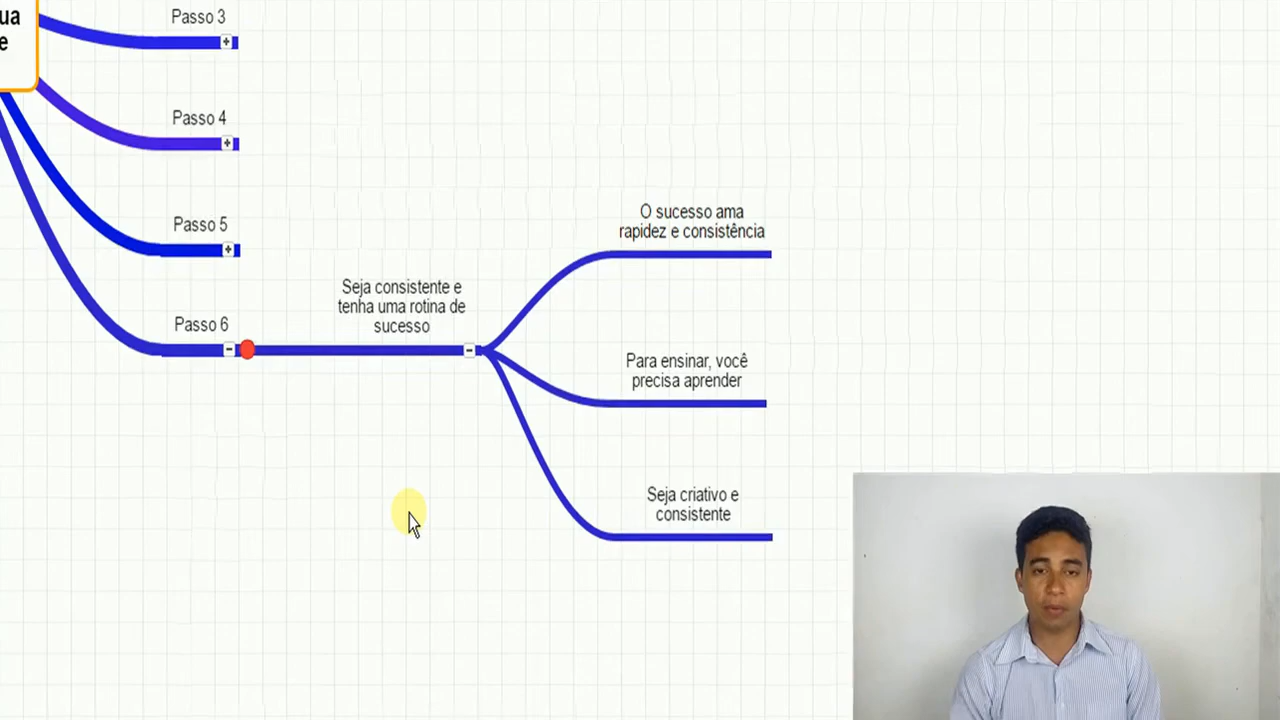 ua
e
Passo 3
Passo 4
Passo 5
Passo 6
Seja consistente e
tenha uma rotina de
sucesso
O sucesso ama
rapidez e consistência
Para ensinar, você
precisa aprender
Seja criativo e
consistente